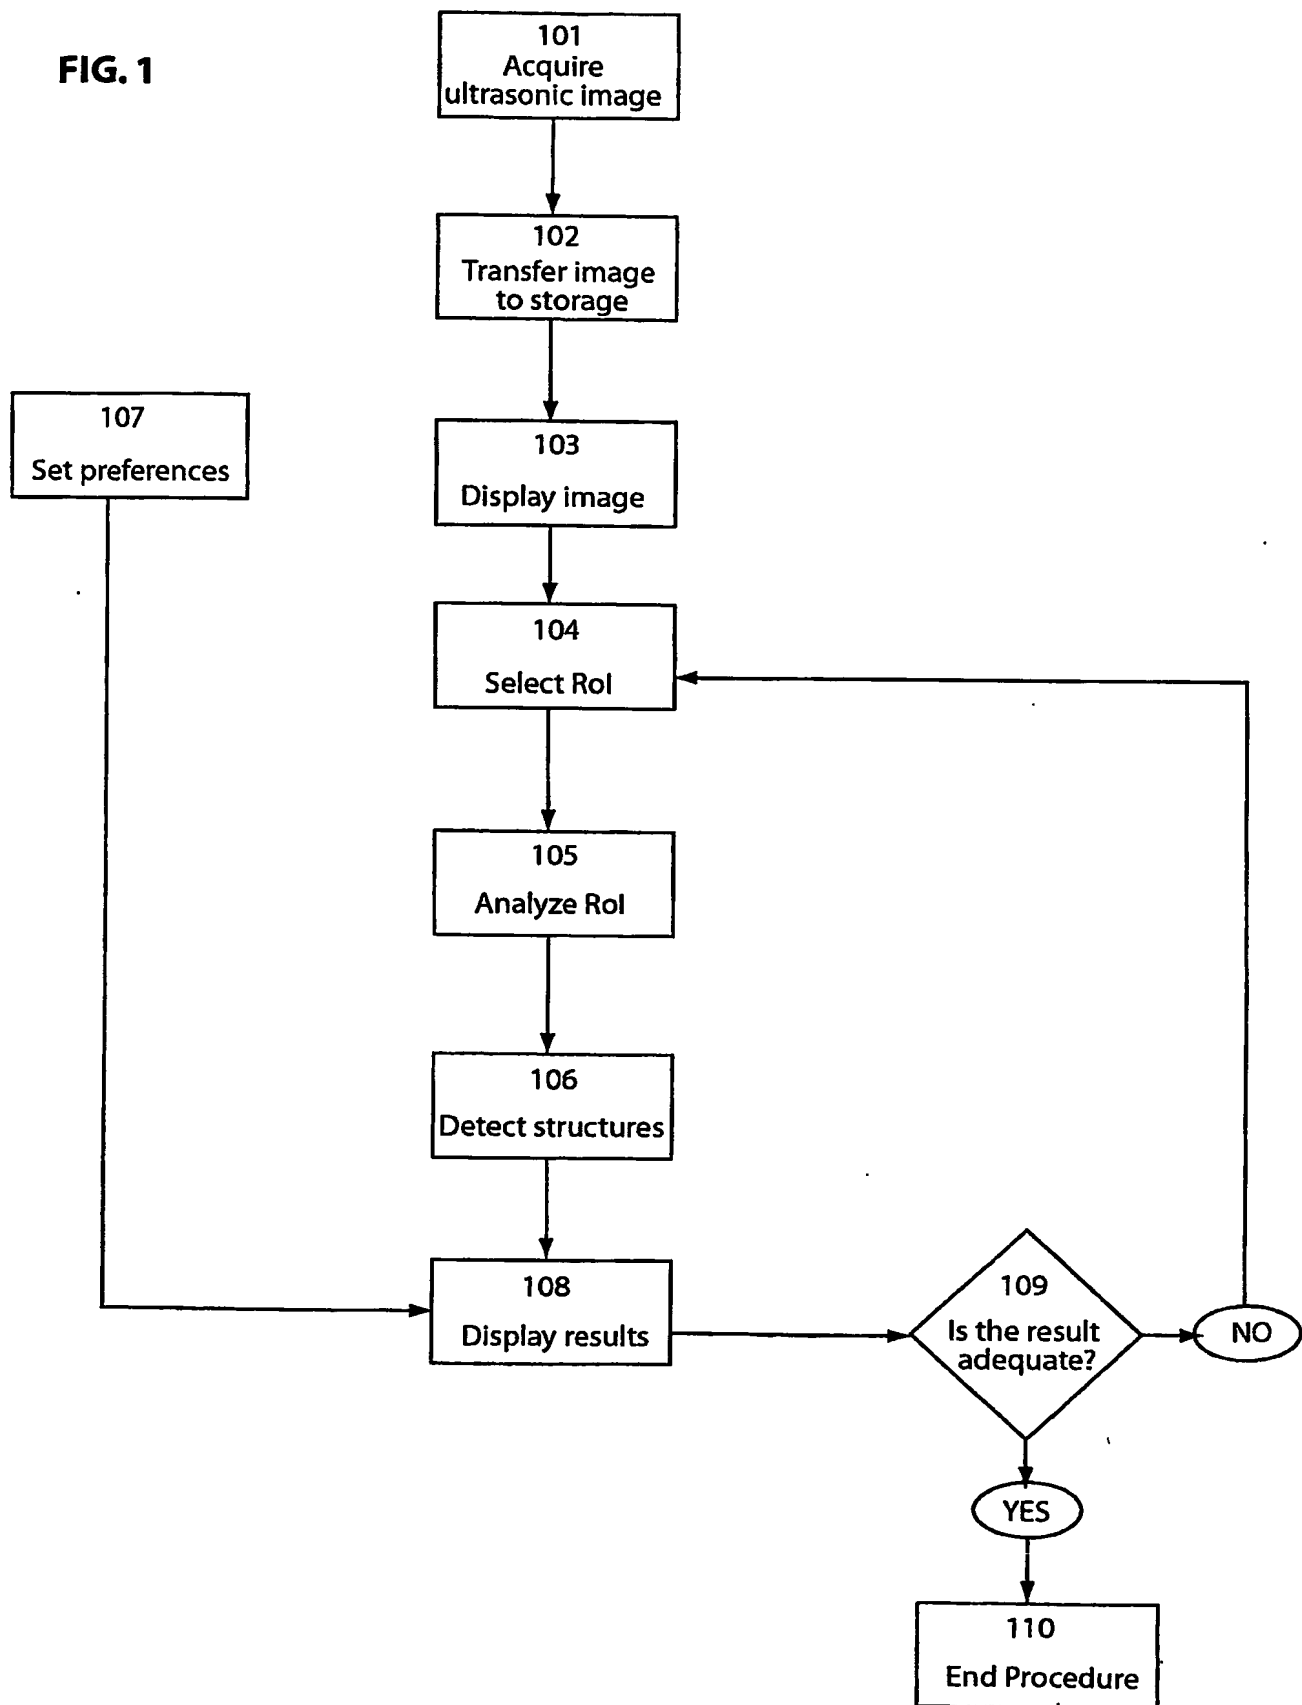 FIG. 1
101
Acquire
ultrasonic image
102
Transfer image
to storage
107
Set preferences
103
Display image
104
Select RoI
105
Analyze RoI
106
Detect structures
108
Display results
109
Is the result
adequate?
NO
YES
110
End Procedure